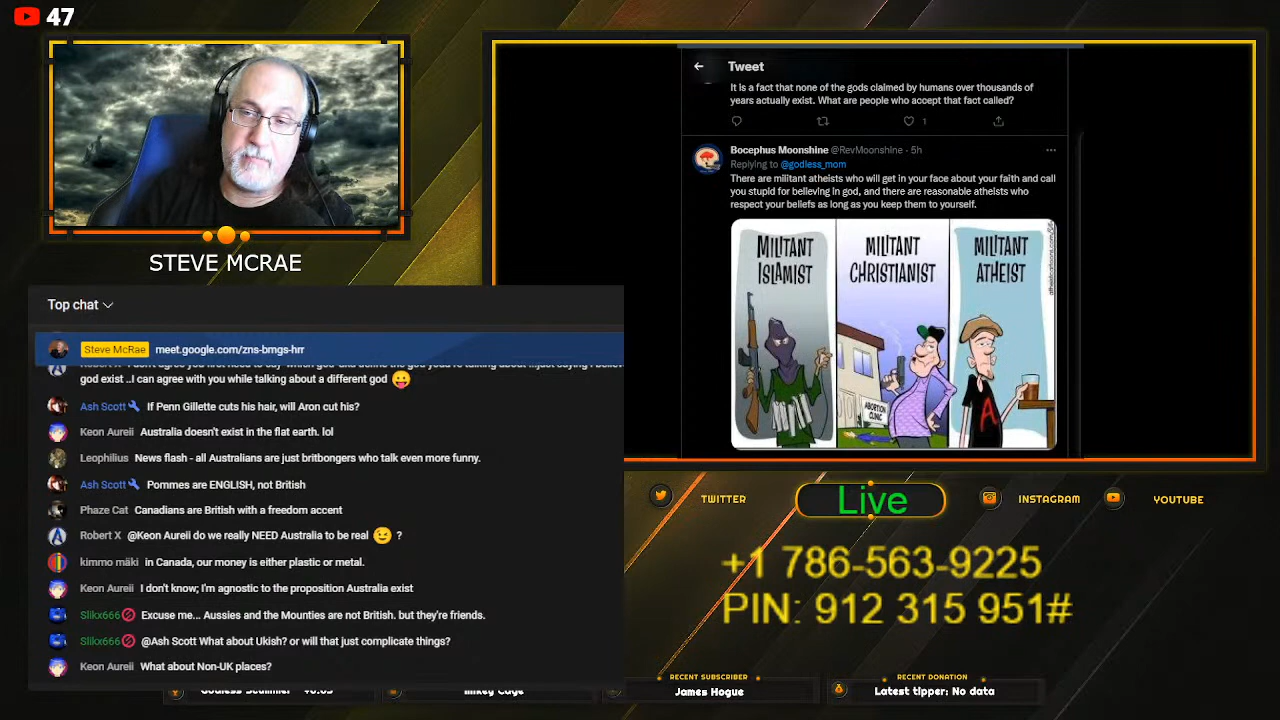 47
STEVE MCRAE
Top chat
Steve McRae meet.google.com/zns-bmgs-hrr
god exist ..I can agree with you while talking about a different god 😛
Ash Scott If Penn Gillette cuts his hair, will Aron cut his?
Keon Aureii Australia doesn't exist in the flat earth. lol
Leophilius News flash - all Australians are just britbongers who talk even more funny.
Ash Scott Pommes are ENGLISH, not British
Phaze Cat Canadians are British with a freedom accent
Robert X @Keon Aureii do we really NEED Australia to be real 😉 ?
kimmo mäki in Canada, our money is either plastic or metal.
Keon Aureii I don't know; I'm agnostic to the proposition Australia exist
Slikx666 Excuse me... Aussies and the Mounties are not British. but they're friends.
Slikx666 @Ash Scott What about Ukish? or will that just complicate things?
Keon Aureii What about Non-UK places?
Tweet
It is a fact that none of the gods claimed by humans over thousands of
years actually exist. What are people who accept that fact called?
1
Bocephus Moonshine @RevMoonshine · 5h
Replying to @godless_mom
There are militant atheists who will get in your face about your faith and call
you stupid for believing in god, and there are reasonable atheists who
respect your beliefs as long as you keep them to yourself.
MILITANT
ISLAMIST
MILITANT
CHRISTIANIST
MILITANT
ATHEIST
ABORTION
CLINIC
A
TWITTER
Live
INSTAGRAM
YOUTUBE
+1 786-563-9225
PIN: 912 315 951#
RECENT SUBSCRIBER
James Hogue
RECENT DONATION
Latest tipper: No data